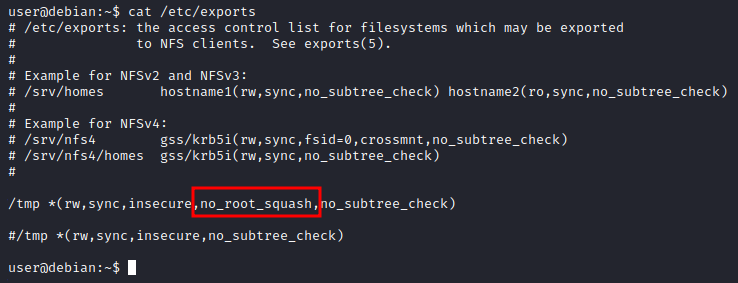 user@debian:~$ cat /etc/exports
# /etc/exports: the access control list for filesystems which may be exported
#               to NFS clients.  See exports(5).
#
# Example for NFSv2 and NFSv3:
# /srv/homes       hostname1(rw,sync,no_subtree_check) hostname2(ro,sync,no_subtree_check)
#
# Example for NFSv4:
# /srv/nfs4        gss/krb5i(rw,sync,fsid=0,crossmnt,no_subtree_check)
# /srv/nfs4/homes  gss/krb5i(rw,sync,no_subtree_check)
#
/tmp *(rw,sync,insecure,no_root_squash,no_subtree_check)
#/tmp *(rw,sync,insecure,no_subtree_check)
user@debian:~$